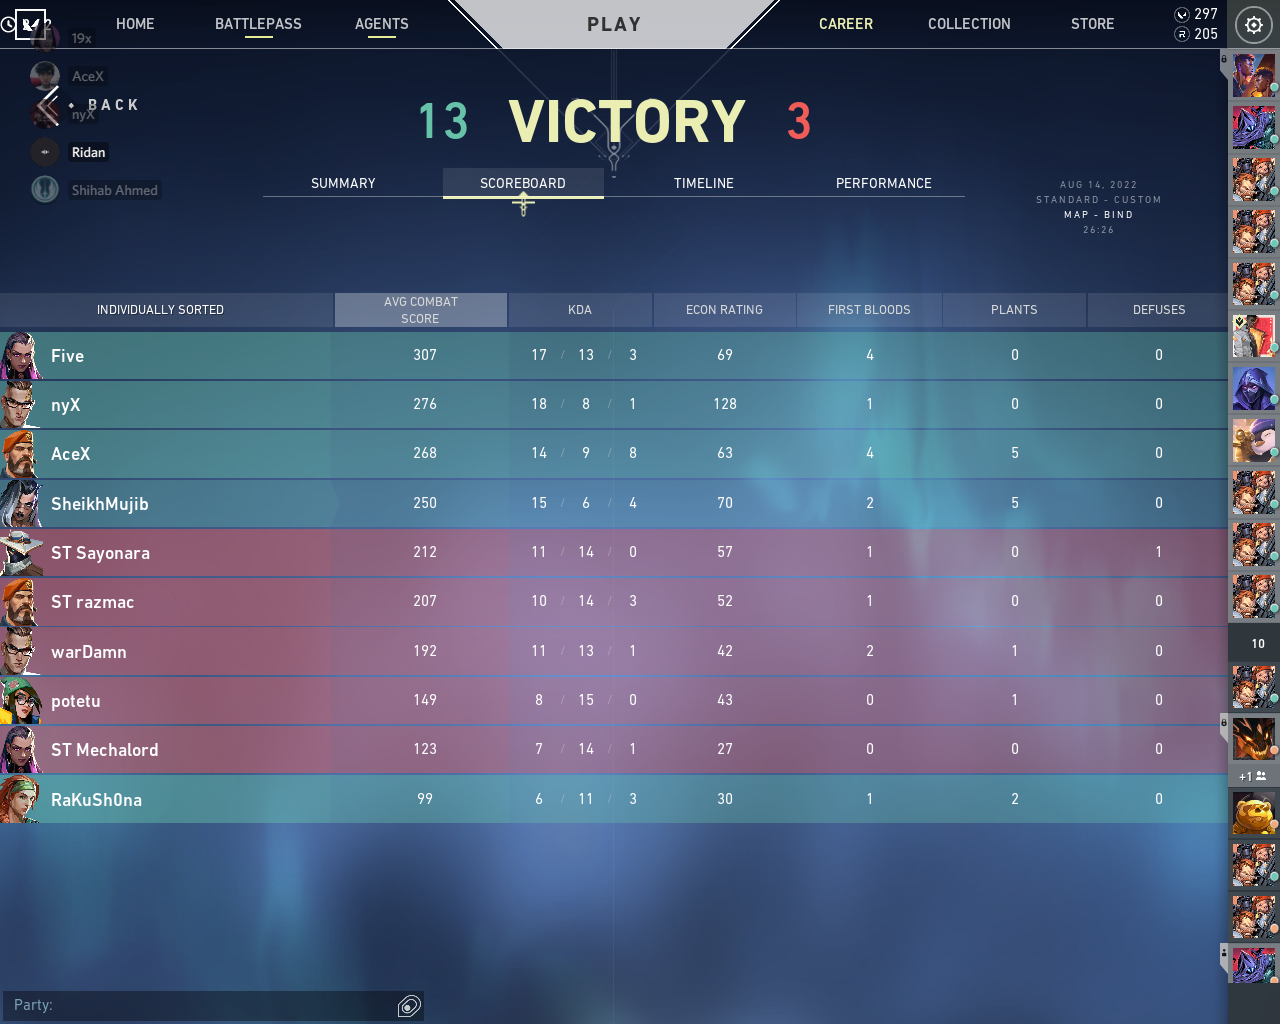 HOME BATTLEPASS AGENTS PLAY CAREER COLLECTION STORE 297
205
19x
AceX
BACK
nyX
Ridan
Shihab Ahmed
13 VICTORY 3
SUMMARY SCOREBOARD TIMELINE PERFORMANCE
AUG 14, 2022
STANDARD - CUSTOM
MAP - BIND
26:26
INDIVIDUALLY SORTED AVG COMBAT SCORE KDA ECON RATING FIRST BLOODS PLANTS DEFUSES
Five 307 17 / 13 / 3 69 4 0 0
nyX 276 18 / 8 / 1 128 1 0 0
AceX 268 14 / 9 / 8 63 4 5 0
SheikhMujib 250 15 / 6 / 4 70 2 5 0
ST Sayonara 212 11 / 14 / 0 57 1 0 1
ST razmac 207 10 / 14 / 3 52 1 0 0
warDamn 192 11 / 13 / 1 42 2 1 0
potetu 149 8 / 15 / 0 43 0 1 0
ST Mechalord 123 7 / 14 / 1 27 0 0 0
RaKuSh0na 99 6 / 11 / 3 30 1 2 0
10
+1
Party: